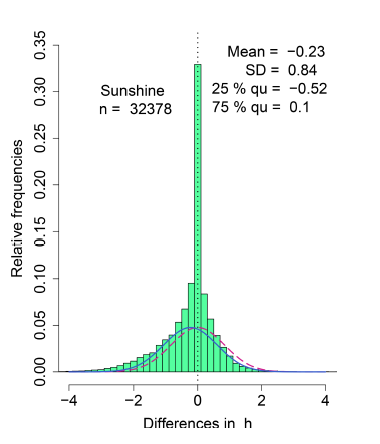 Mean = −0.23
SD = 0.84
Sunshine 25 % qu = −0.52
n = 32378 75 % qu = 0.1
Relative frequencies
0.35
0.30
0.25
0.20
0.15
0.10
0.05
0.00
−4 −2 0 2 4
Differences in h